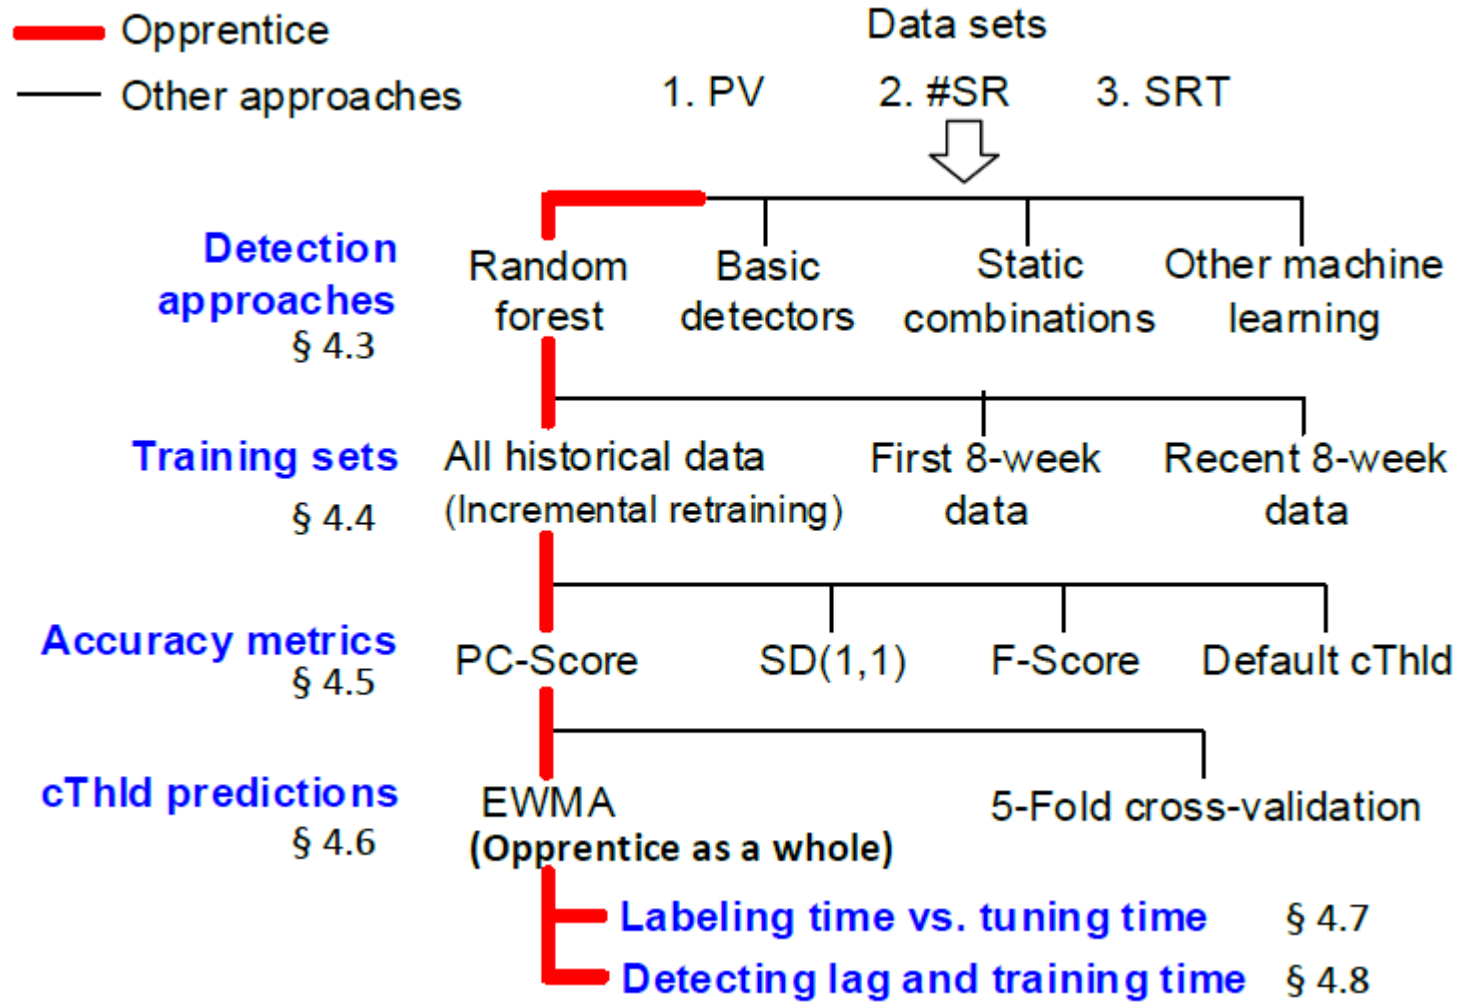 Opprentice
Other approaches
Data sets
1. PV 2. #SR 3. SRT
Detection
approaches
§ 4.3
Random
forest
Basic
detectors
Static
combinations
Other machine
learning
Training sets
§ 4.4
All historical data
(Incremental retraining)
First 8-week
data
Recent 8-week
data
Accuracy metrics
§ 4.5
PC-Score
SD(1,1)
F-Score
Default cThld
cThld predictions
§ 4.6
EWMA
(Opprentice as a whole)
5-Fold cross-validation
Labeling time vs. tuning time § 4.7
Detecting lag and training time § 4.8